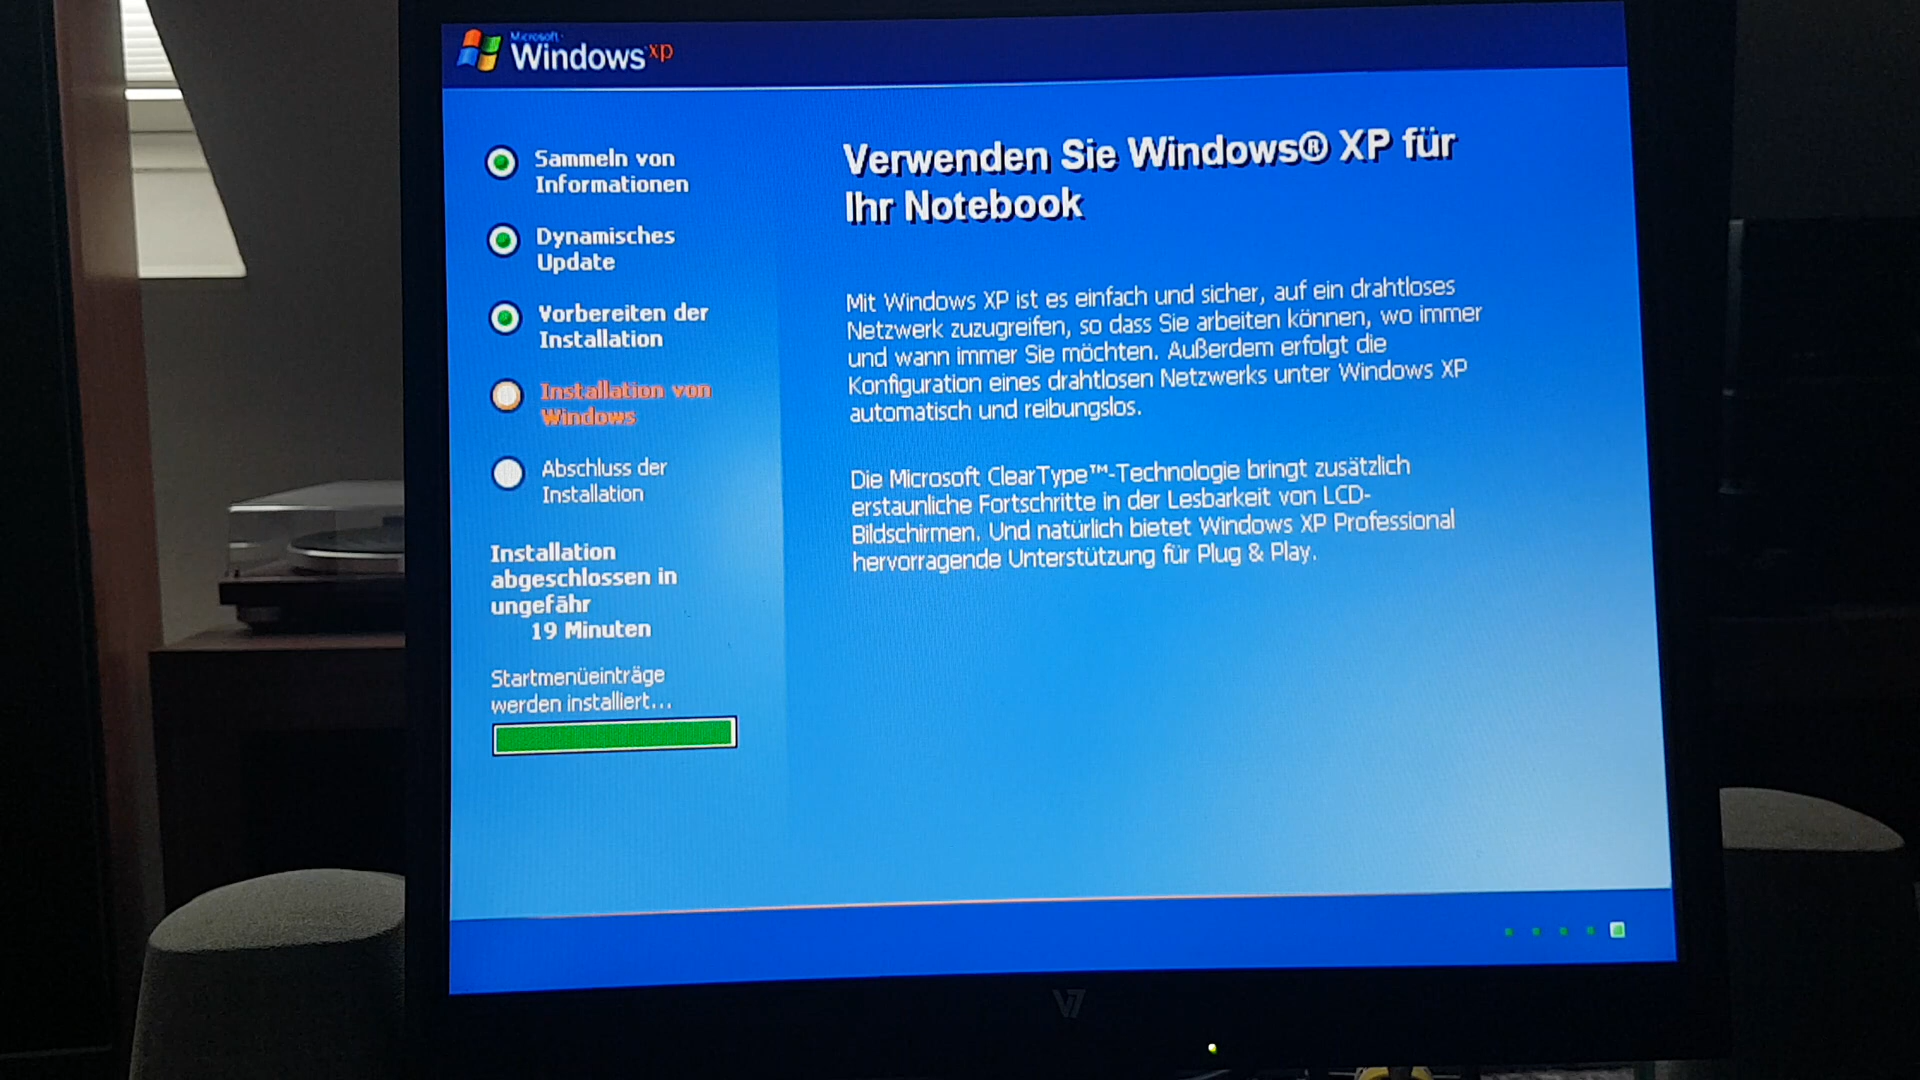 Microsoft
Windows xp
Sammeln von
Informationen
Dynamisches
Update
Vorbereiten der
Installation
Installation von
Windows
Abschluss der
Installation
Installation
abgeschlossen in
ungefähr
19 Minuten
Startmenüeinträge
werden installiert...
Verwenden Sie Windows® XP für
Ihr Notebook
Mit Windows XP ist es einfach und sicher, auf ein drahtloses
Netzwerk zuzugreifen, so dass Sie arbeiten können, wo immer
und wann immer Sie möchten. Außerdem erfolgt die
Konfiguration eines drahtlosen Netzwerks unter Windows XP
automatisch und reibungslos.
Die Microsoft ClearType™-Technologie bringt zusätzlich
erstaunliche Fortschritte in der Lesbarkeit von LCD-
Bildschirmen. Und natürlich bietet Windows XP Professional
hervorragende Unterstützung für Plug & Play.
V7